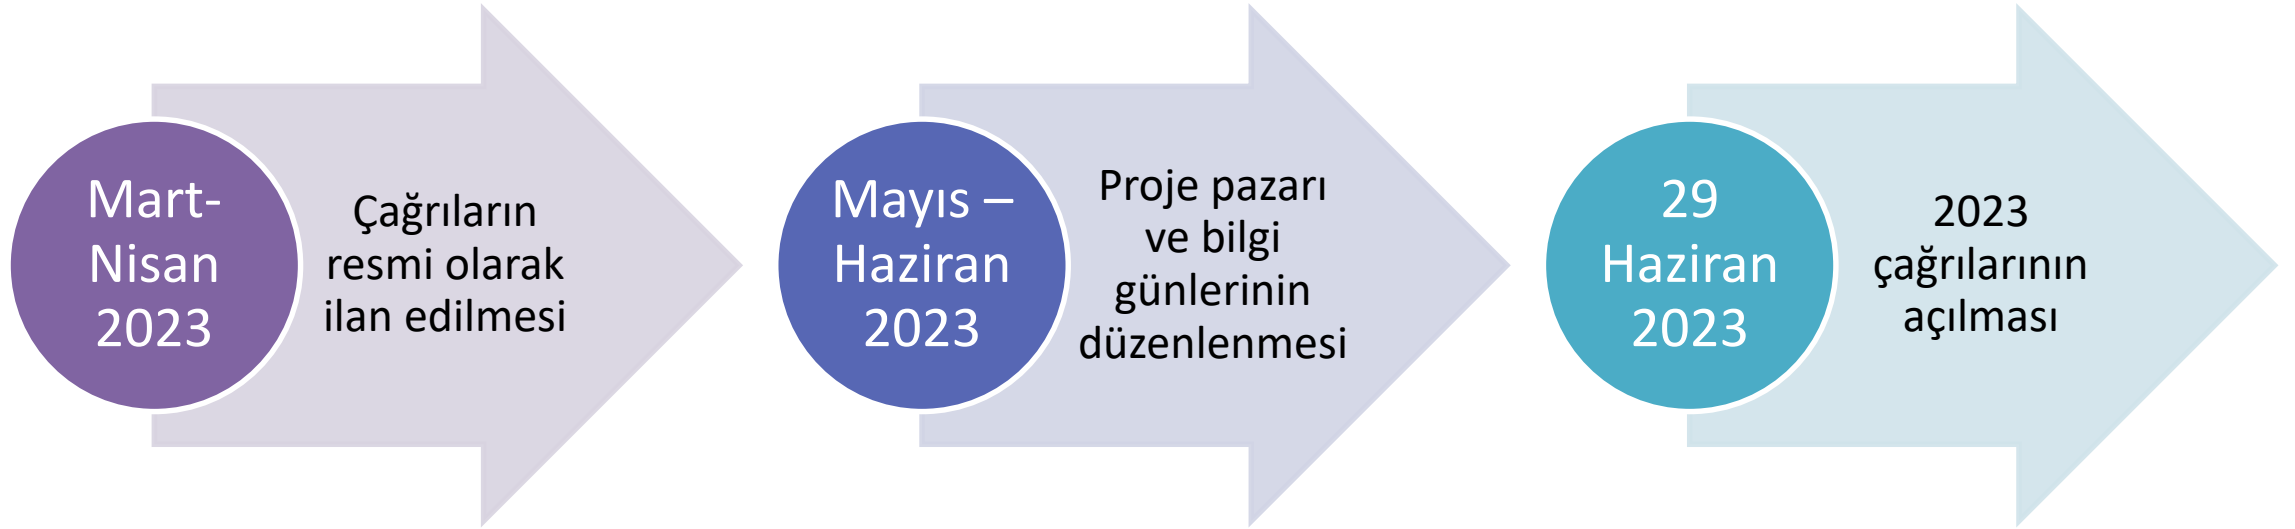 Mart-
Nisan
2023
Çağrıların
resmi olarak
ilan edilmesi
Mayıs –
Haziran
2023
Proje pazarı
ve bilgi
günlerinin
düzenlenmesi
29
Haziran
2023
2023
çağrılarının
açılması